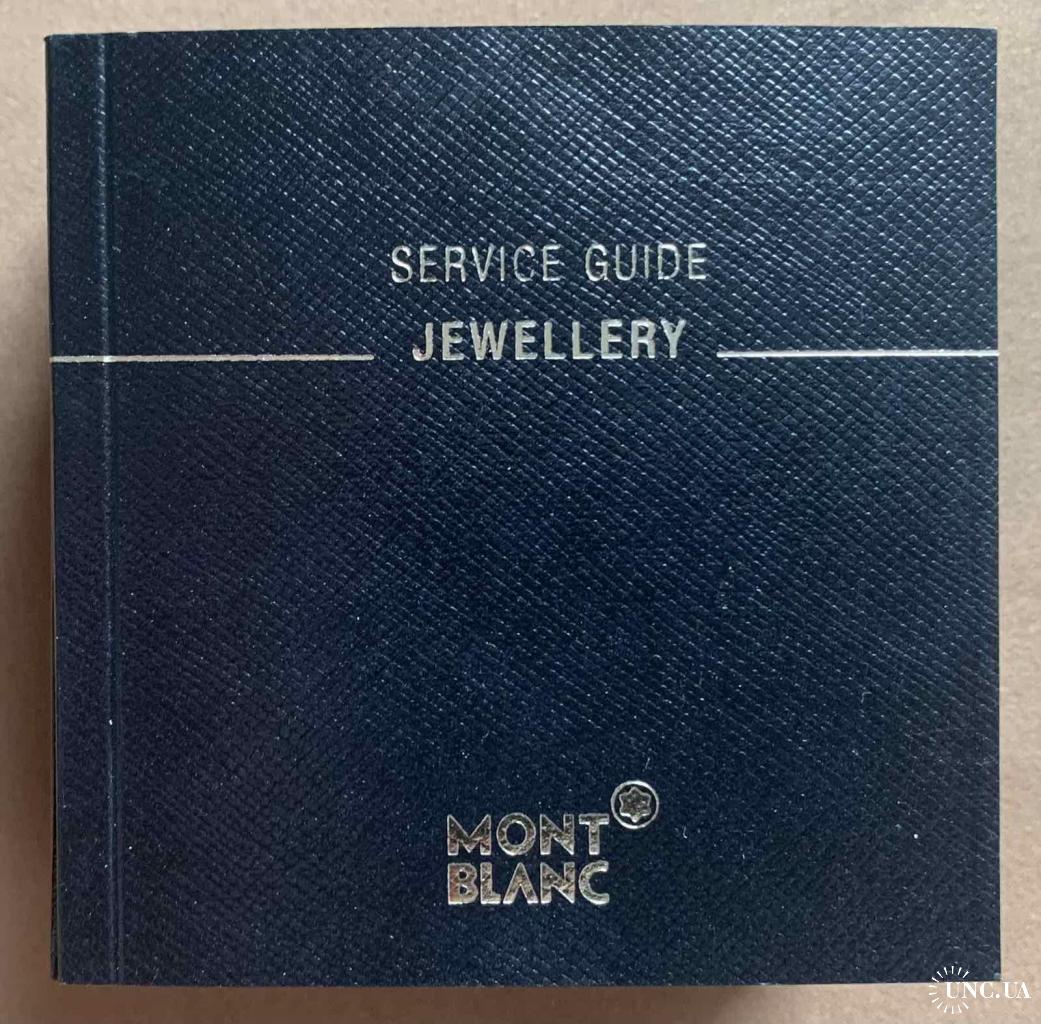 SERVICE GUIDE
JEWELLERY
MONT
BLANC
UNC.UA